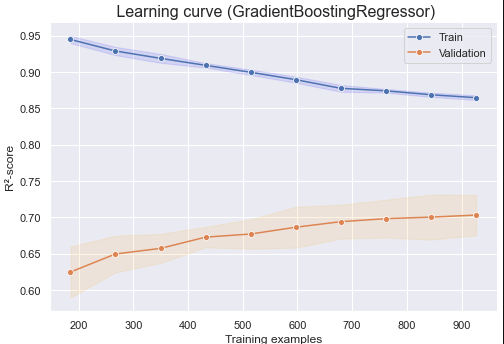 Learning curve (GradientBoostingRegressor)
Train
Validation
0.95
0.90
0.85
0.80
0.75
0.70
0.65
0.60
R²-score
200 300 400 500 600 700 800 900
Training examples